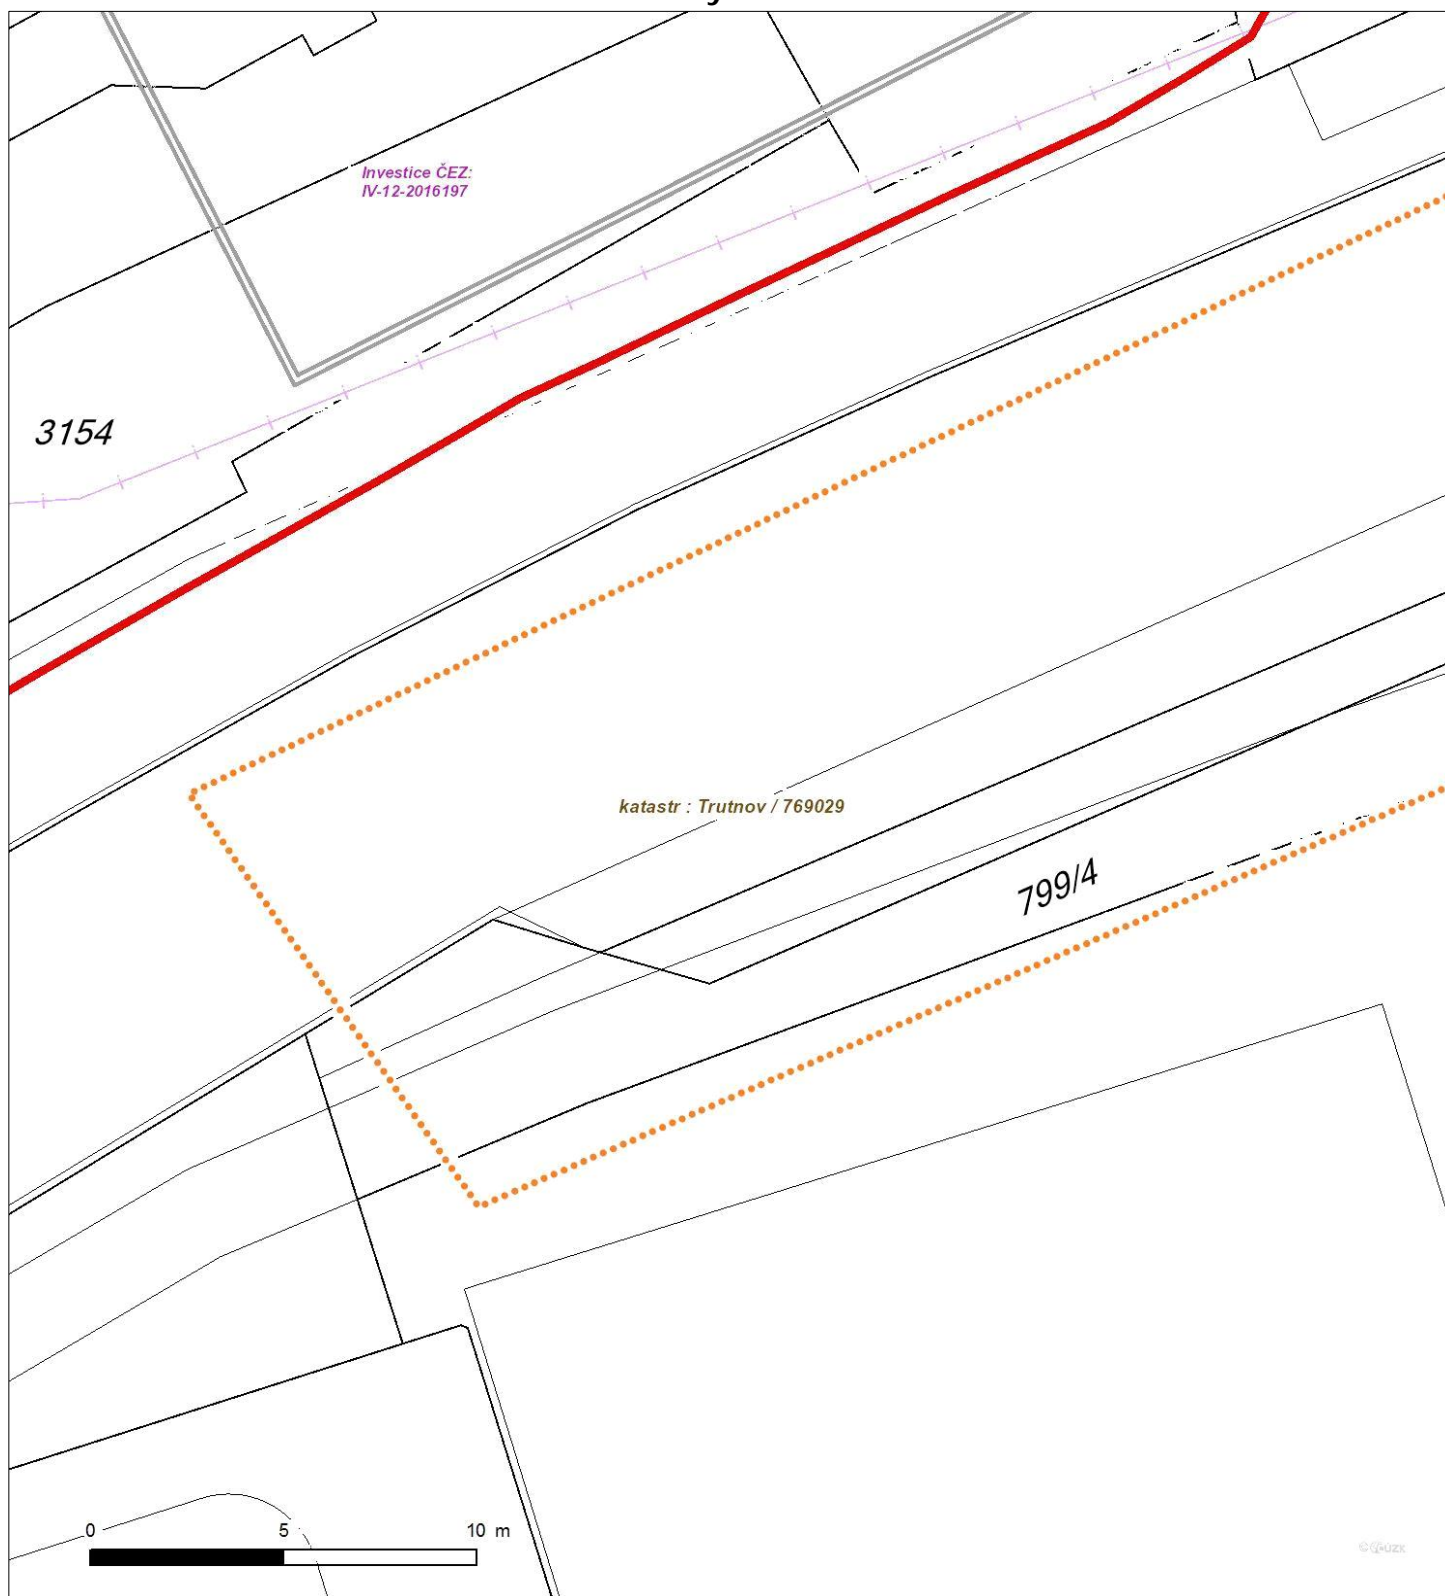 Investice ČEZ:
IV-12-2016197
3154
katastr : Trutnov / 769029
799/4
0 5 10 m